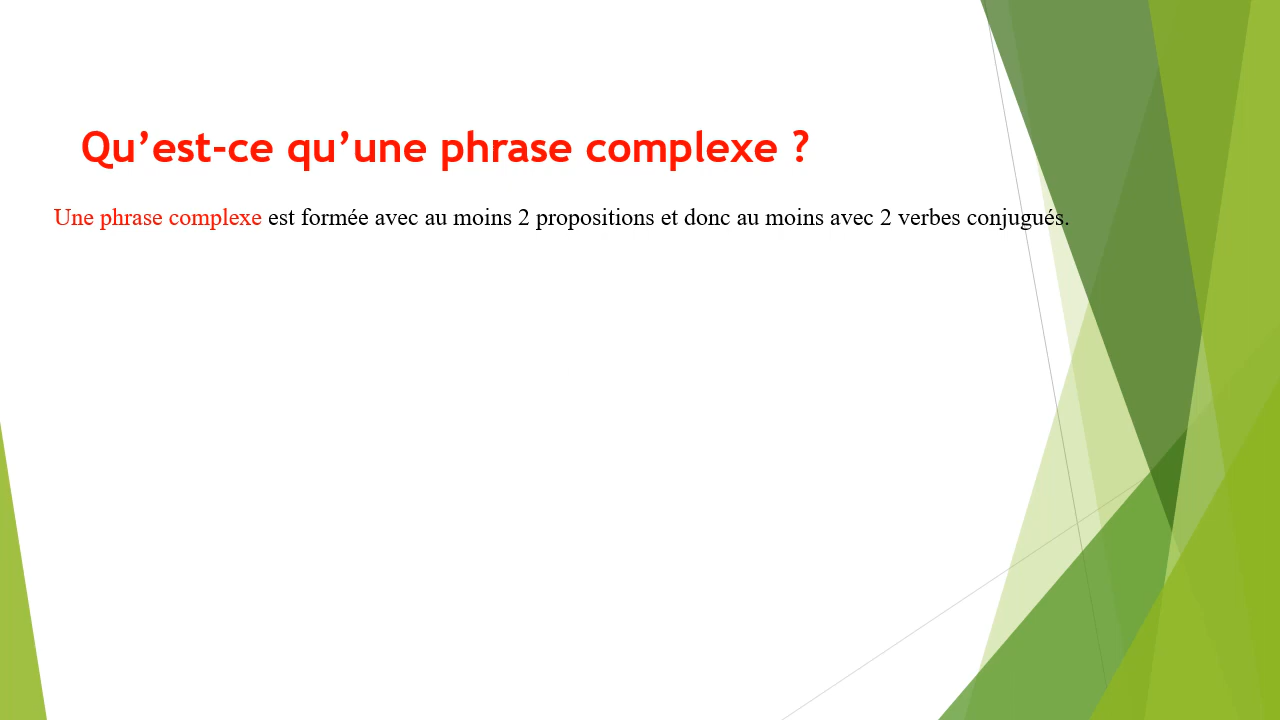 Qu’est-ce qu’une phrase complexe ?
Une phrase complexe est formée avec au moins 2 propositions et donc au moins avec 2 verbes conjugués.